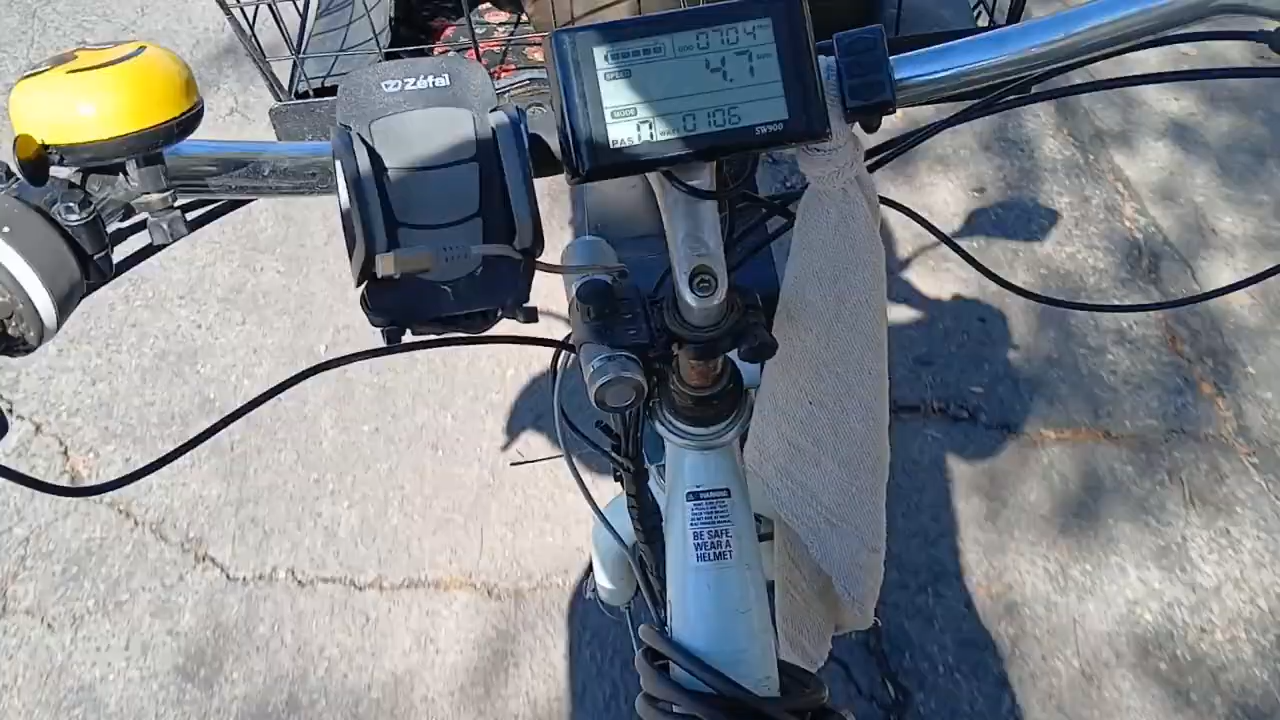 Zéfal
ODO 0704
SPEED 4.7
MODE
PAS 0 WATT 0106
SW900
WARNING
BE SAFE,
WEAR A
HELMET